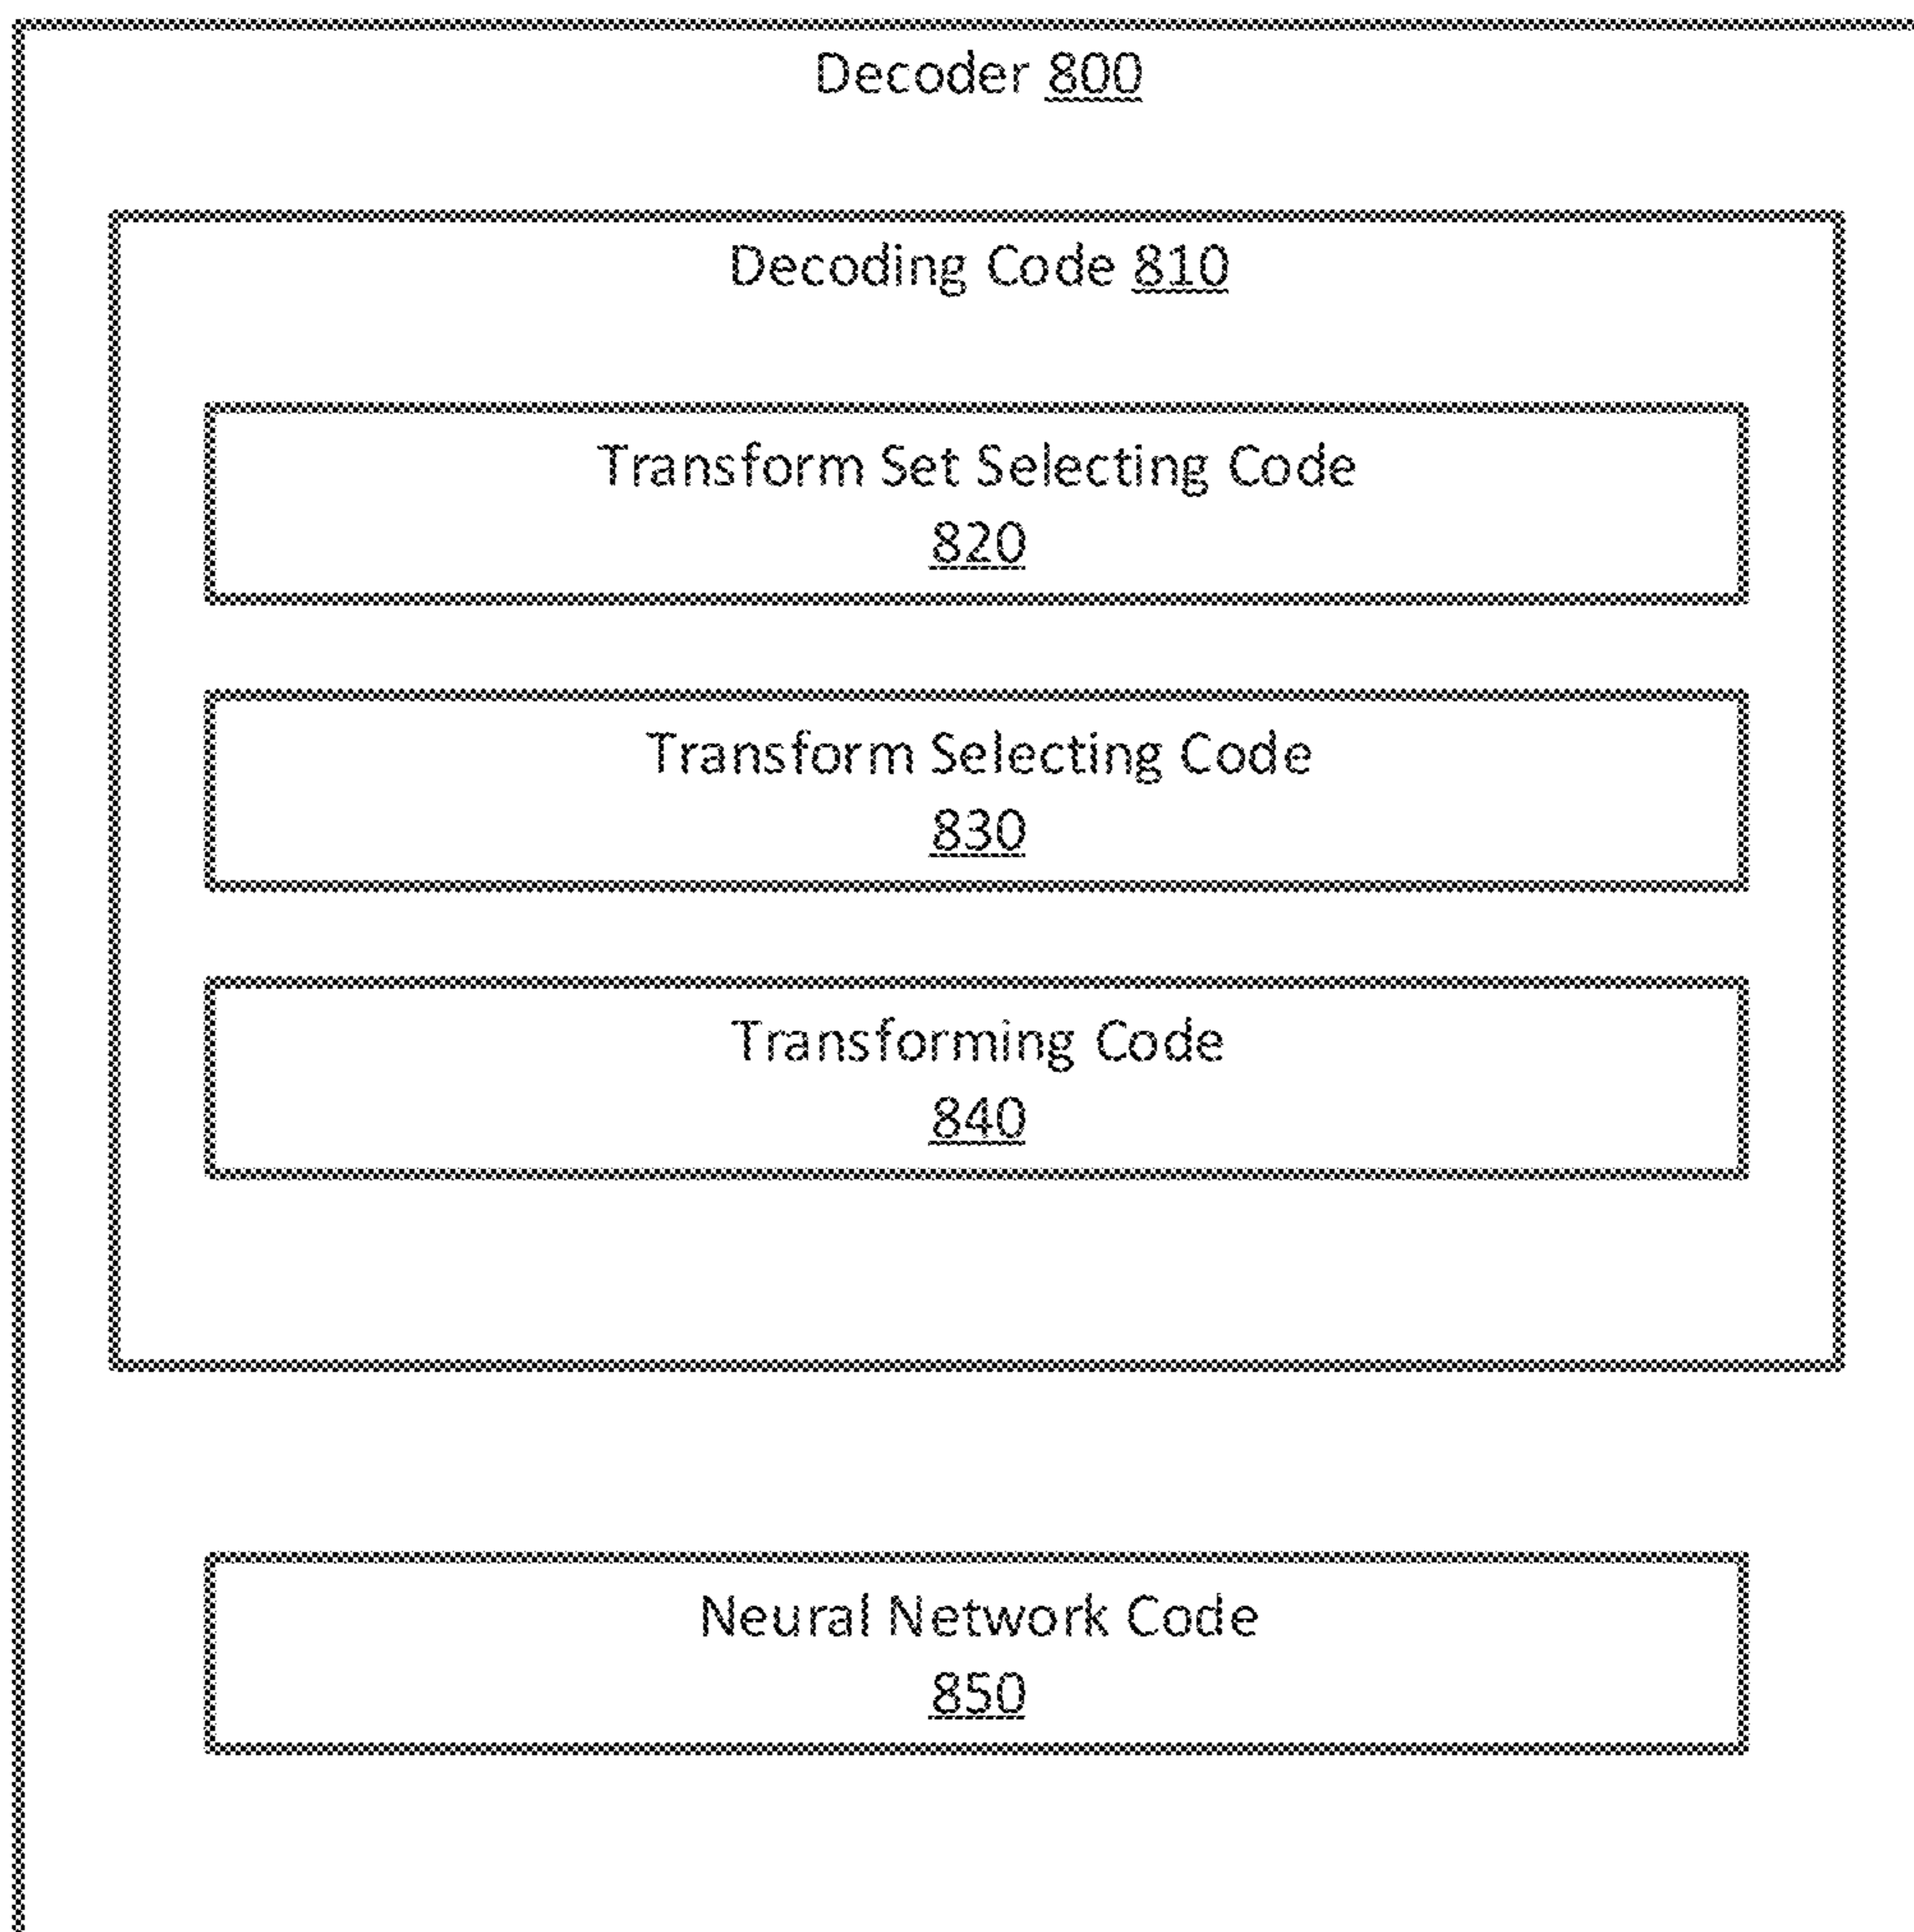 Decoder 800
Decoding Code 810
Transform Set Selecting Code
820
Transform Selecting Code
830
Transforming Code
840
Neural Network Code
850